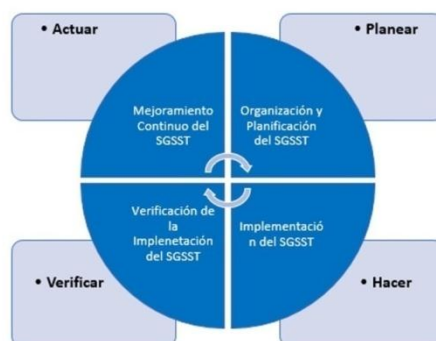 • Actuar
• Planear
Mejoramiento
Continuo del
SGSST
Organización y
Planificación
del SGSST
Verificación de
la
Implenetación
del SGSST
Implementació
n del SGSST
• Verificar
• Hacer